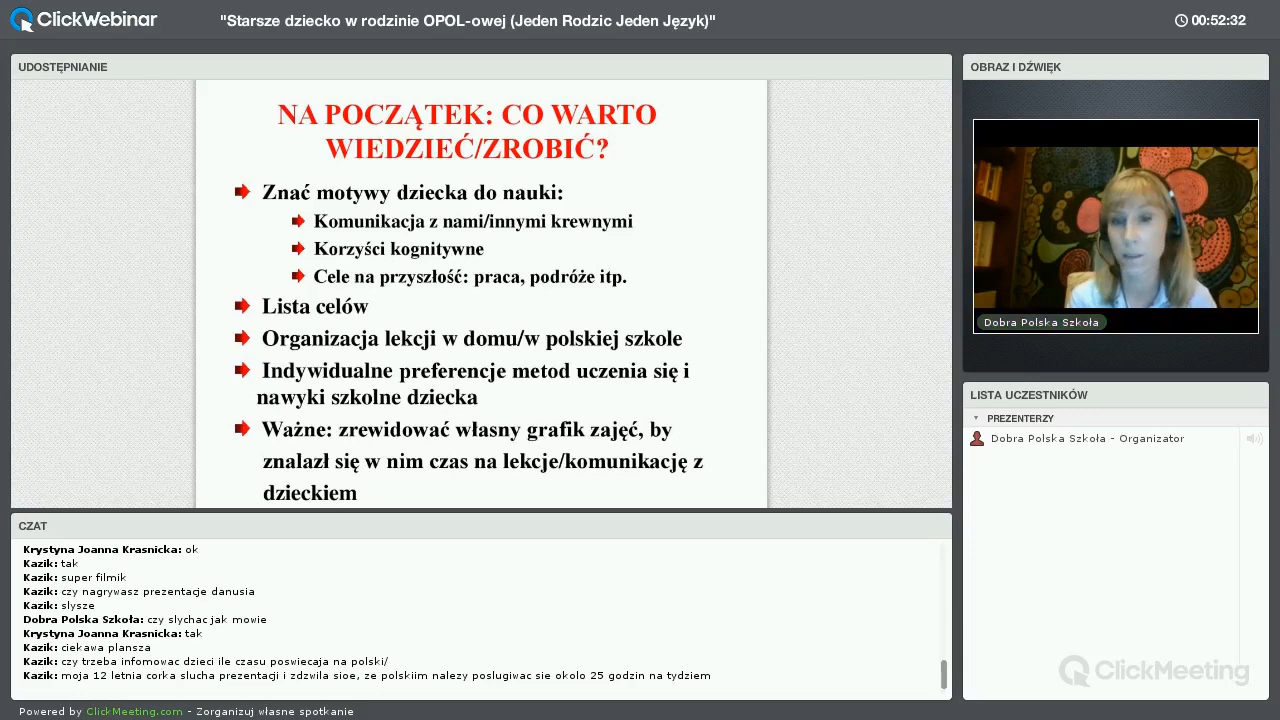 ClickWebinar
"Starsze dziecko w rodzinie OPOL-owej (Jeden Rodzic Jeden Język)"
00:52:32
UDOSTĘPNIANIE
NA POCZĄTEK: CO WARTO
WIEDZIEĆ/ZROBIĆ?
Znać motywy dziecka do nauki:
Komunikacja z nami/innymi krewnymi
Korzyści kognitywne
Cele na przyszłość: praca, podróże itp.
Lista celów
Organizacja lekcji w domu/w polskiej szkole
Indywidualne preferencje metod uczenia się i
nawyki szkolne dziecka
Ważne: zrewidować własny grafik zajęć, by
znalazł się w nim czas na lekcje/komunikację z
dzieckiem
OBRAZ I DŹWIĘK
Dobra Polska Szkoła
LISTA UCZESTNIKÓW
PREZENTERZY
Dobra Polska Szkoła - Organizator
ClickMeeting
CZAT
Krystyna Joanna Krasnicka: ok
Kazik: tak
Kazik: super filmik
Kazik: czy nagrywasz prezentacje danusia
Kazik: slysze
Dobra Polska Szkoła: czy slychac jak mowie
Krystyna Joanna Krasnicka: tak
Kazik: ciekawa plansza
Kazik: czy trzeba infomowac dzieci ile czasu poswiecaja na polski/
Kazik: moja 12 letnia corka slucha prezentacji i zdzwila sioe, ze polskiim nalezy poslugiwac sie okolo 25 godzin na tydziem
Powered by ClickMeeting.com - Zorganizuj własne spotkanie